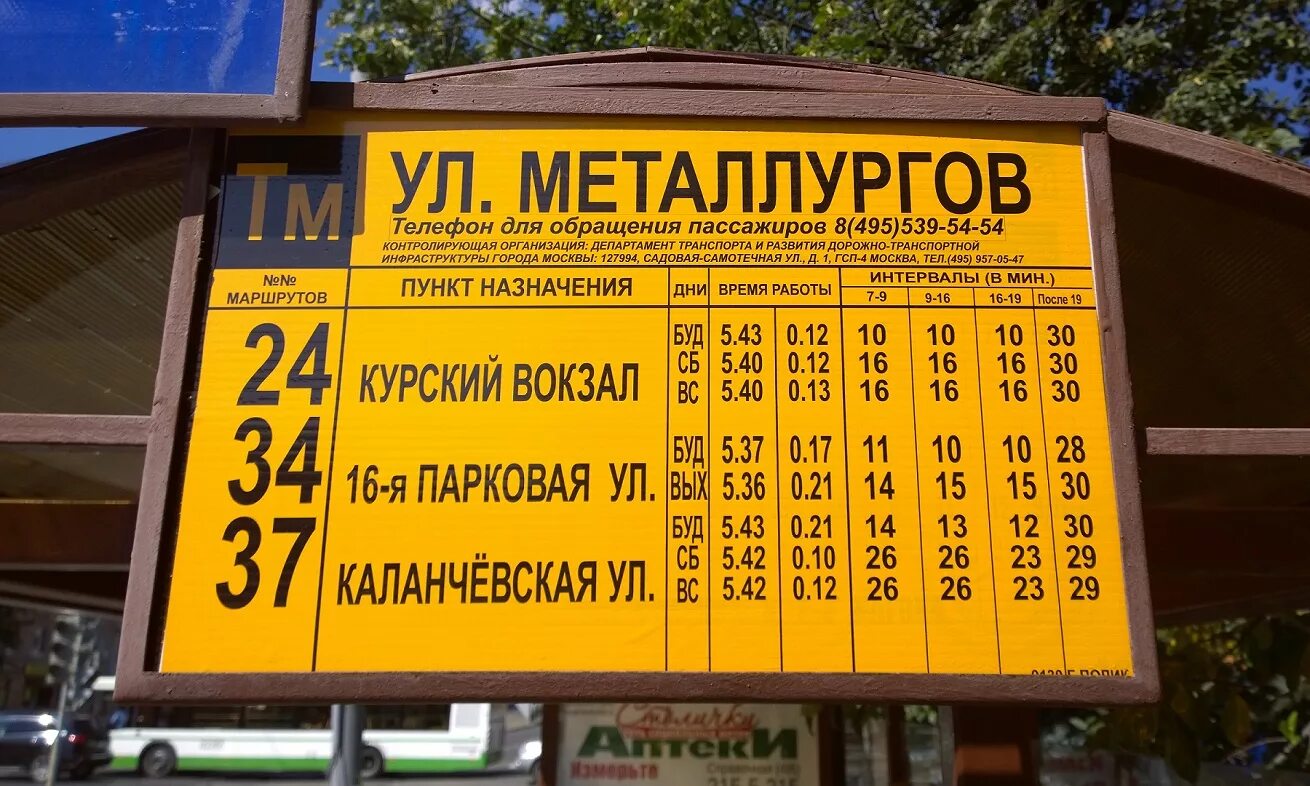 Тм
УЛ. МЕТАЛЛУРГОВ
Телефон для обращения пассажиров 8(495)539-54-54
КОНТРОЛИРУЮЩАЯ ОРГАНИЗАЦИЯ: ДЕПАРТАМЕНТ ТРАНСПОРТА И РАЗВИТИЯ ДОРОЖНО-ТРАНСПОРТНОЙ
ИНФРАСТРУКТУРЫ ГОРОДА МОСКВЫ: 127994, САДОВАЯ-САМОТЕЧНАЯ УЛ., Д. 1, ГСП-4 МОСКВА, ТЕЛ.(495) 957-05-47
№№ МАРШРУТОВ ПУНКТ НАЗНАЧЕНИЯ ДНИ ВРЕМЯ РАБОТЫ ИНТЕРВАЛЫ (В МИН.)
7-9 9-16 16-19 После 19
24 КУРСКИЙ ВОКЗАЛ
БУД 5.43 0.12 10 10 10 30
СБ 5.40 0.12 16 16 16 30
ВС 5.40 0.13 16 16 16 30
34 16-я ПАРКОВАЯ УЛ.
БУД 5.37 0.17 11 10 10 28
ВЫХ 5.36 0.21 14 15 15 30
37 КАЛАНЧЁВСКАЯ УЛ.
БУД 5.43 0.21 14 13 12 30
СБ 5.42 0.10 26 26 23 29
ВС 5.42 0.12 26 26 23 29
Столички
АптекИ
Измерьте